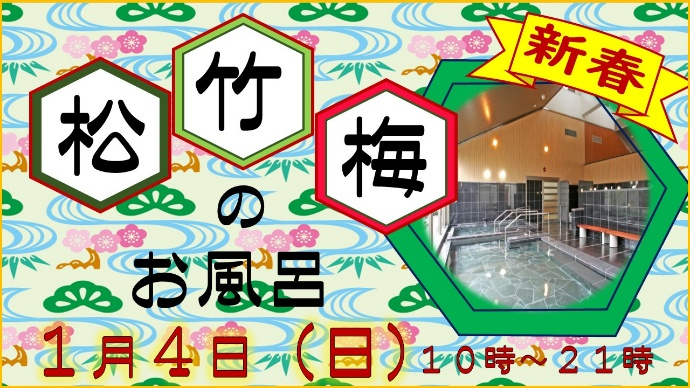 新春
松竹梅
の
お風呂
1月4日（日）10時～21時